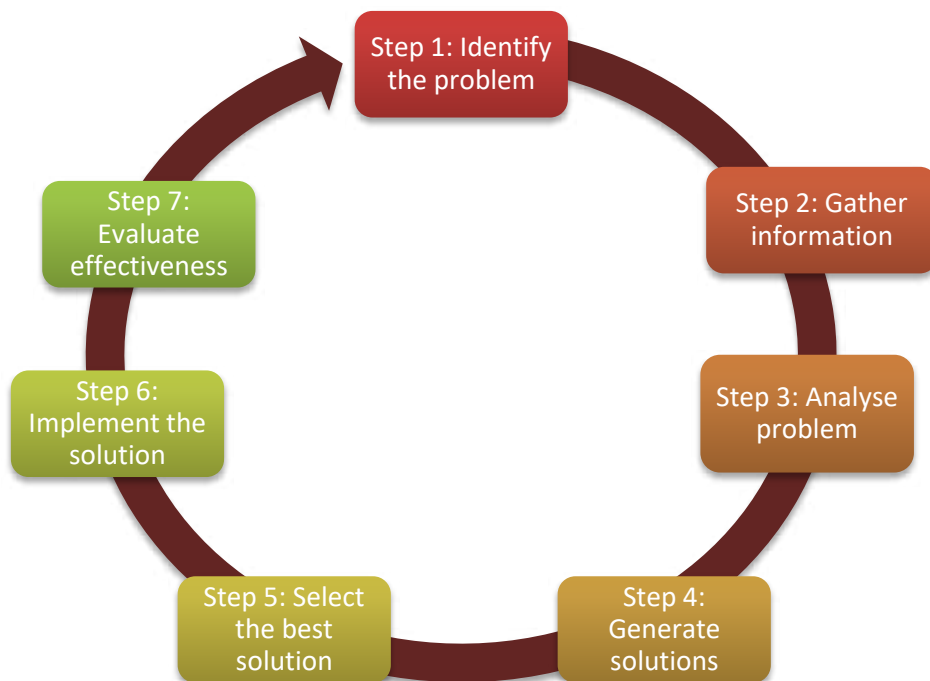 Step 1: Identify
the problem
Step 2: Gather
information
Step 3: Analyse
problem
Step 4:
Generate
solutions
Step 5: Select
the best
solution
Step 6:
Implement the
solution
Step 7:
Evaluate
effectiveness